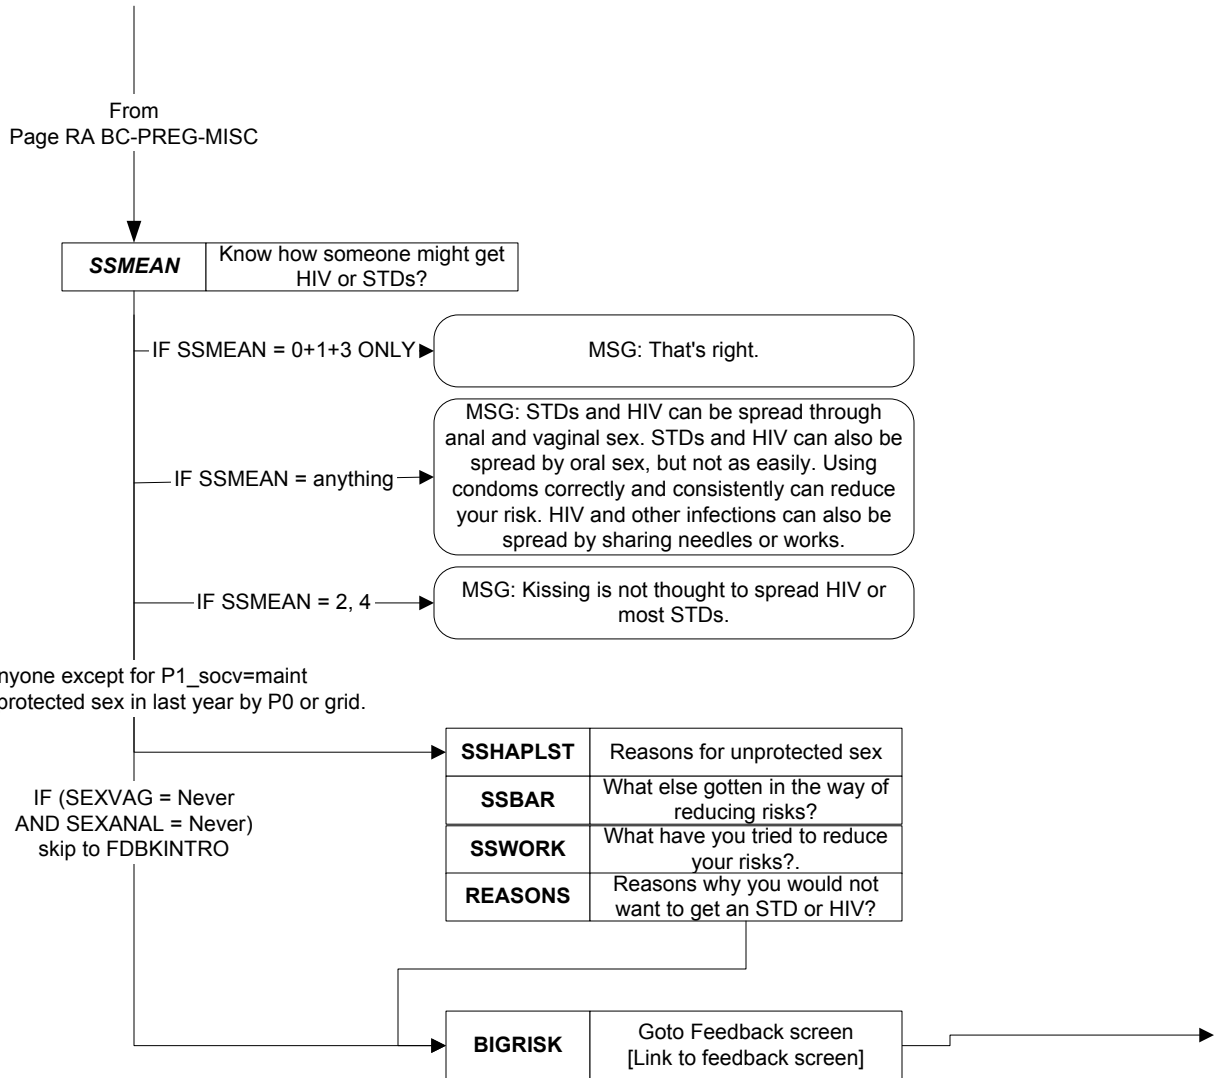 From
Page RA BC-PREG-MISC
SSMEAN
Know how someone might get
HIV or STDs?
IF SSMEAN = 0+1+3 ONLY
MSG: That's right.
IF SSMEAN = anything
MSG: STDs and HIV can be spread through
anal and vaginal sex. STDs and HIV can also be
spread by oral sex, but not as easily. Using
condoms correctly and consistently can reduce
your risk. HIV and other infections can also be
spread by sharing needles or works.
IF SSMEAN = 2, 4
MSG: Kissing is not thought to spread HIV or
most STDs.
nyone except for P1_socv=maint
protected sex in last year by P0 or grid.
SSHAPLST
Reasons for unprotected sex
SSBAR
What else gotten in the way of
reducing risks?
SSWORK
What have you tried to reduce
your risks?.
REASONS
Reasons why you would not
want to get an STD or HIV?
IF (SEXVAG = Never
AND SEXANAL = Never)
skip to FDBKINTRO
BIGRISK
Goto Feedback screen
[Link to feedback screen]